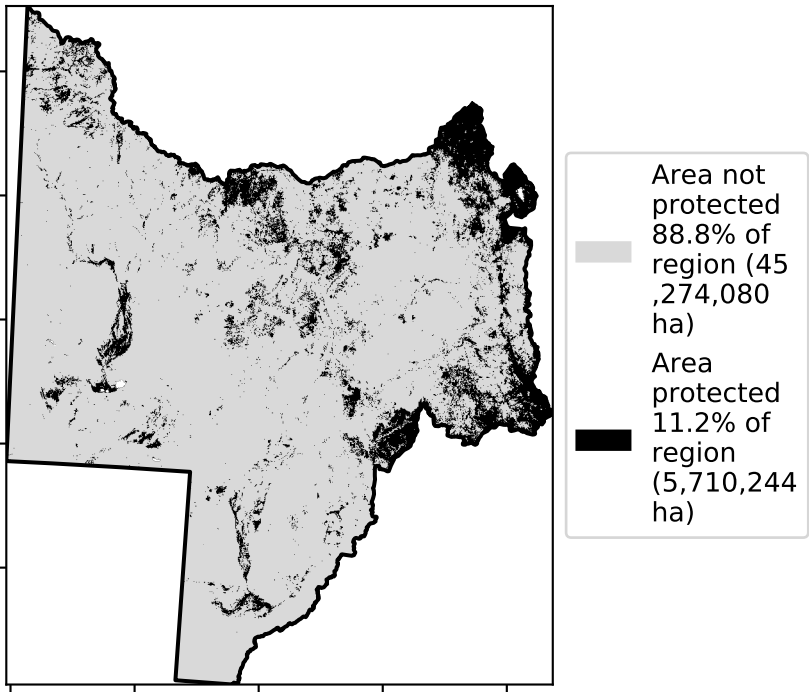 Area not
protected
88.8% of
region (45
,274,080
ha)
Area
protected
11.2% of
region
(5,710,244
ha)